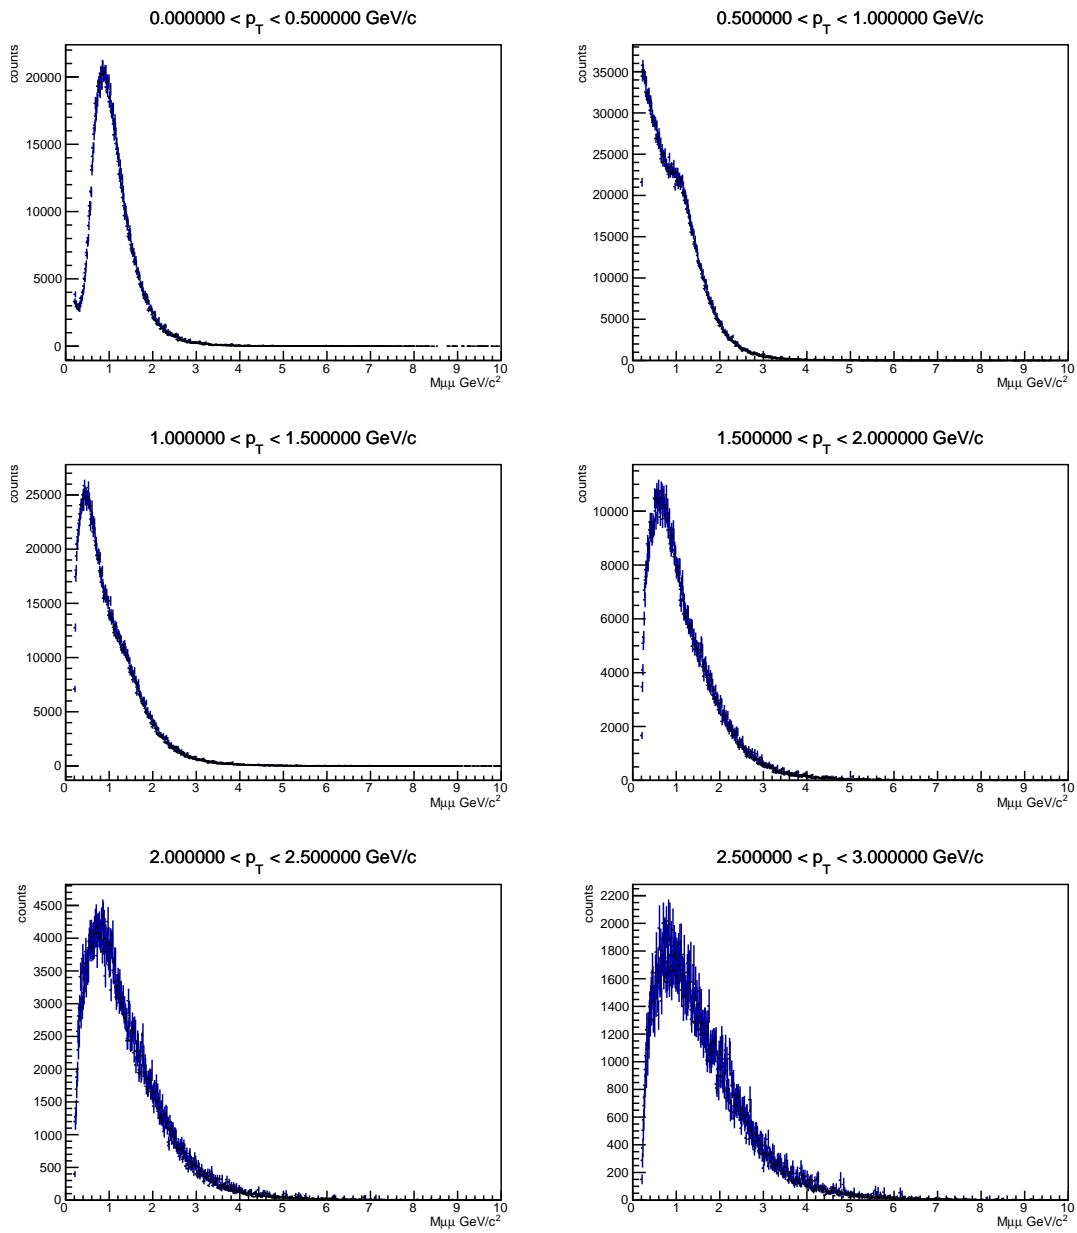 0.000000 < p_T < 0.500000 GeV/c
counts
20000
15000
10000
5000
0
0 1 2 3 4 5 6 7 8 9 10
Mμμ GeV/c²
0.500000 < p_T < 1.000000 GeV/c
counts
35000
30000
25000
20000
15000
10000
5000
0
0 1 2 3 4 5 6 7 8 9 10
Mμμ GeV/c²
1.000000 < p_T < 1.500000 GeV/c
counts
25000
20000
15000
10000
5000
0
0 1 2 3 4 5 6 7 8 9 10
Mμμ GeV/c²
1.500000 < p_T < 2.000000 GeV/c
counts
10000
8000
6000
4000
2000
0
0 1 2 3 4 5 6 7 8 9 10
Mμμ GeV/c²
2.000000 < p_T < 2.500000 GeV/c
counts
4500
4000
3500
3000
2500
2000
1500
1000
500
0
0 1 2 3 4 5 6 7 8 9 10
Mμμ GeV/c²
2.500000 < p_T < 3.000000 GeV/c
counts
2200
2000
1800
1600
1400
1200
1000
800
600
400
200
0
0 1 2 3 4 5 6 7 8 9 10
Mμμ GeV/c²